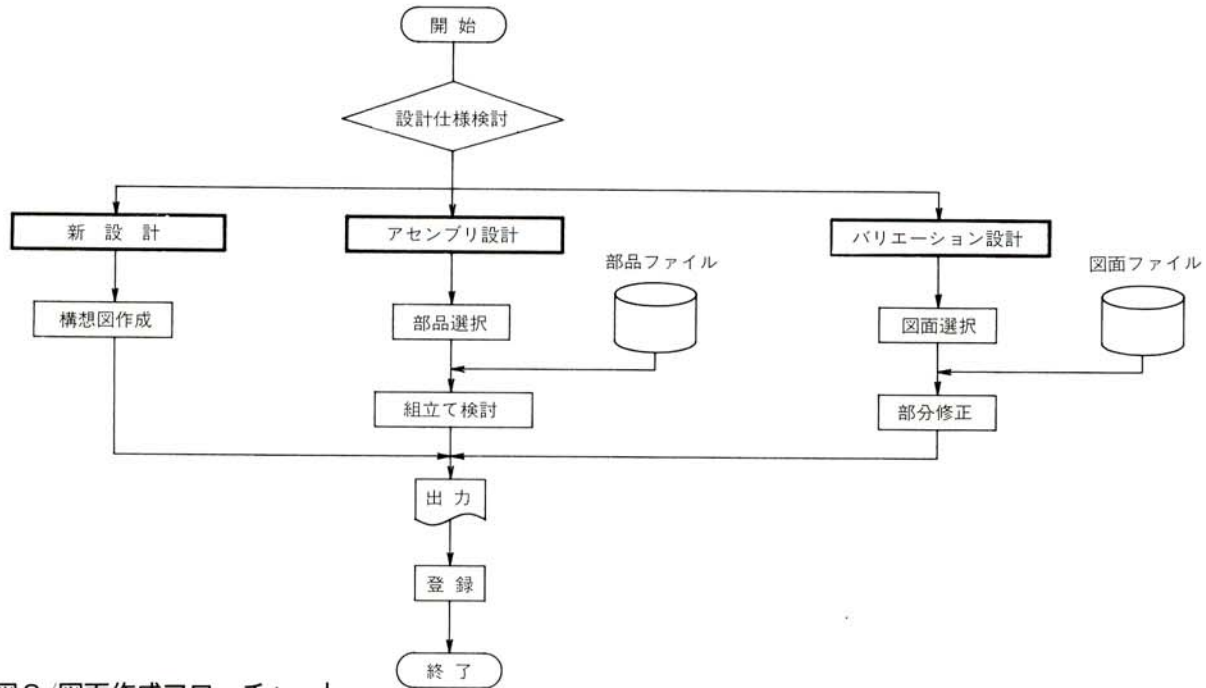 開始
設計仕様検討
新設計
アセンブリ設計
バリエーション設計
部品ファイル
図面ファイル
構想図作成
部品選択
図面選択
組立て検討
部分修正
出力
登録
終了